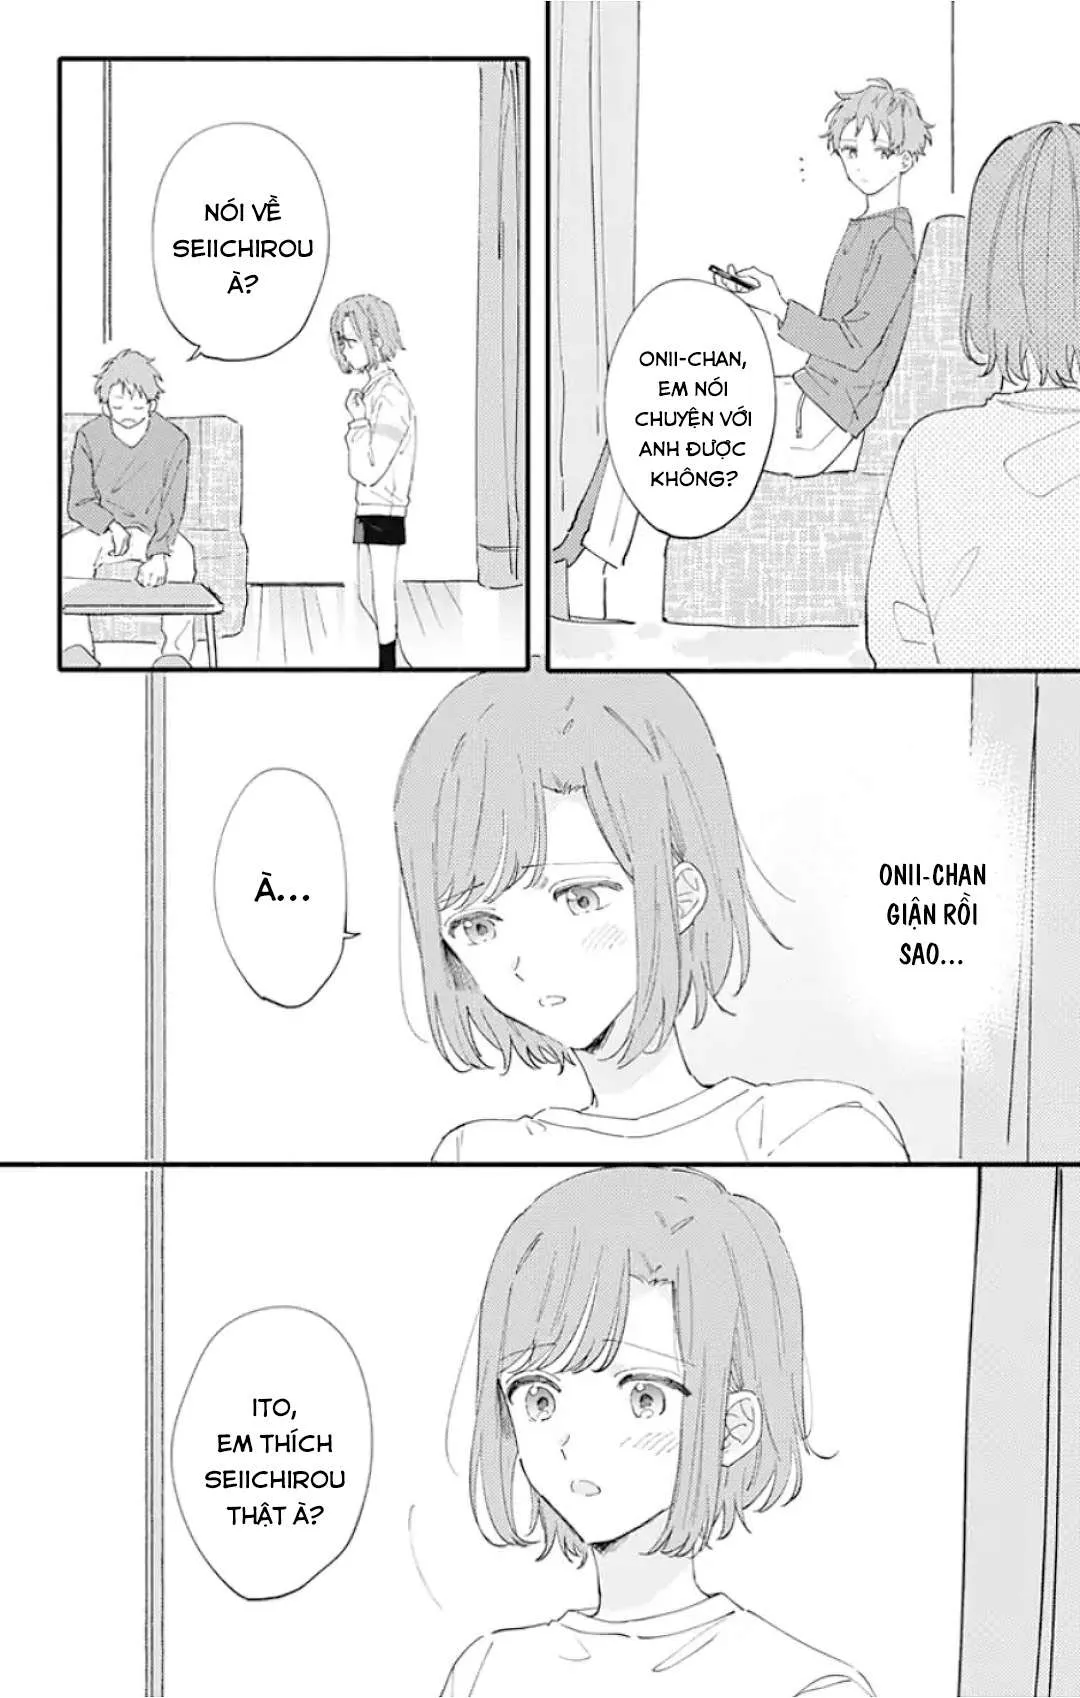 ONII-CHAN,
EM NÓI
CHUYỆN VỚI
ANH ĐƯỢC
KHÔNG?
NÓI VỀ
SEIICHIROU
À?
ONII-CHAN
GIẬN RỒI
SAO...
À...
ITO,
EM THÍCH
SEIICHIROU
THẬT À?